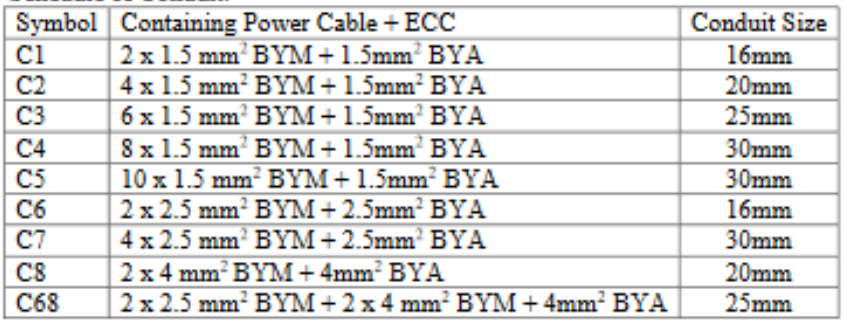 Symbol Containing Power Cable + ECC Conduit Size
C1 2 x 1.5 mm² BYM + 1.5mm² BYA 16mm
C2 4 x 1.5 mm² BYM + 1.5mm² BYA 20mm
C3 6 x 1.5 mm² BYM + 1.5mm² BYA 25mm
C4 8 x 1.5 mm² BYM + 1.5mm² BYA 30mm
C5 10 x 1.5 mm² BYM + 1.5mm² BYA 30mm
C6 2 x 2.5 mm² BYM + 2.5mm² BYA 16mm
C7 4 x 2.5 mm² BYM + 2.5mm² BYA 30mm
C8 2 x 4 mm² BYM + 4mm² BYA 20mm
C68 2 x 2.5 mm² BYM + 2 x 4 mm² BYM + 4mm² BYA 25mm